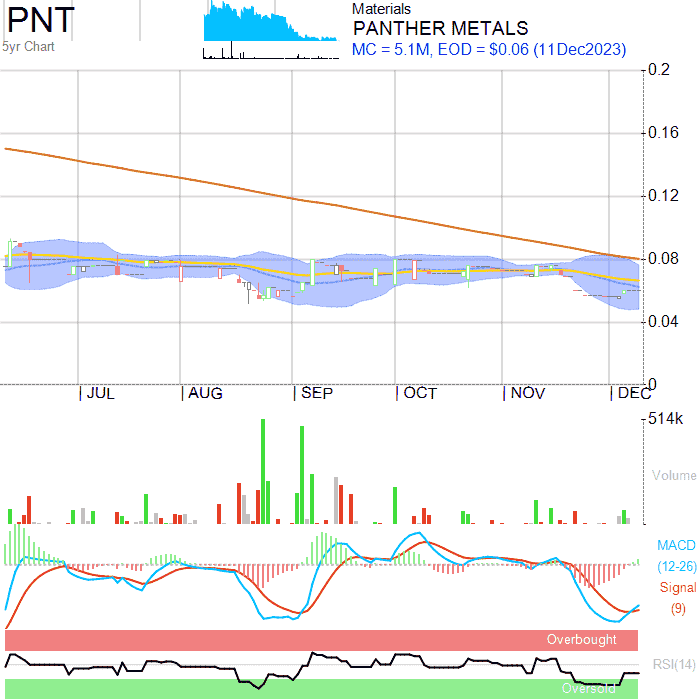 PNT
5yr Chart
Materials
PANTHER METALS
MC = 5.1M, EOD = $0.06 (11Dec2023)
0.2
0.16
0.12
0.08
0.04
0
JUL AUG SEP OCT NOV DEC
514k
Volume
MACD
(12-26)
Signal
(9)
Overbought
RSI(14)
Oversold